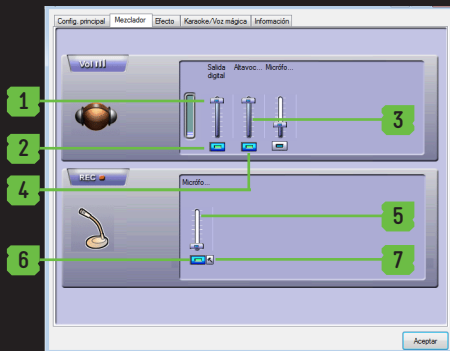 Config. principal Mezclador Efecto Karaoke/Voz mágica Información
Vol
Salida digital Altavoc... Micrófo...
1
3
2
4
REC
Micrófo...
5
6
7
Aceptar